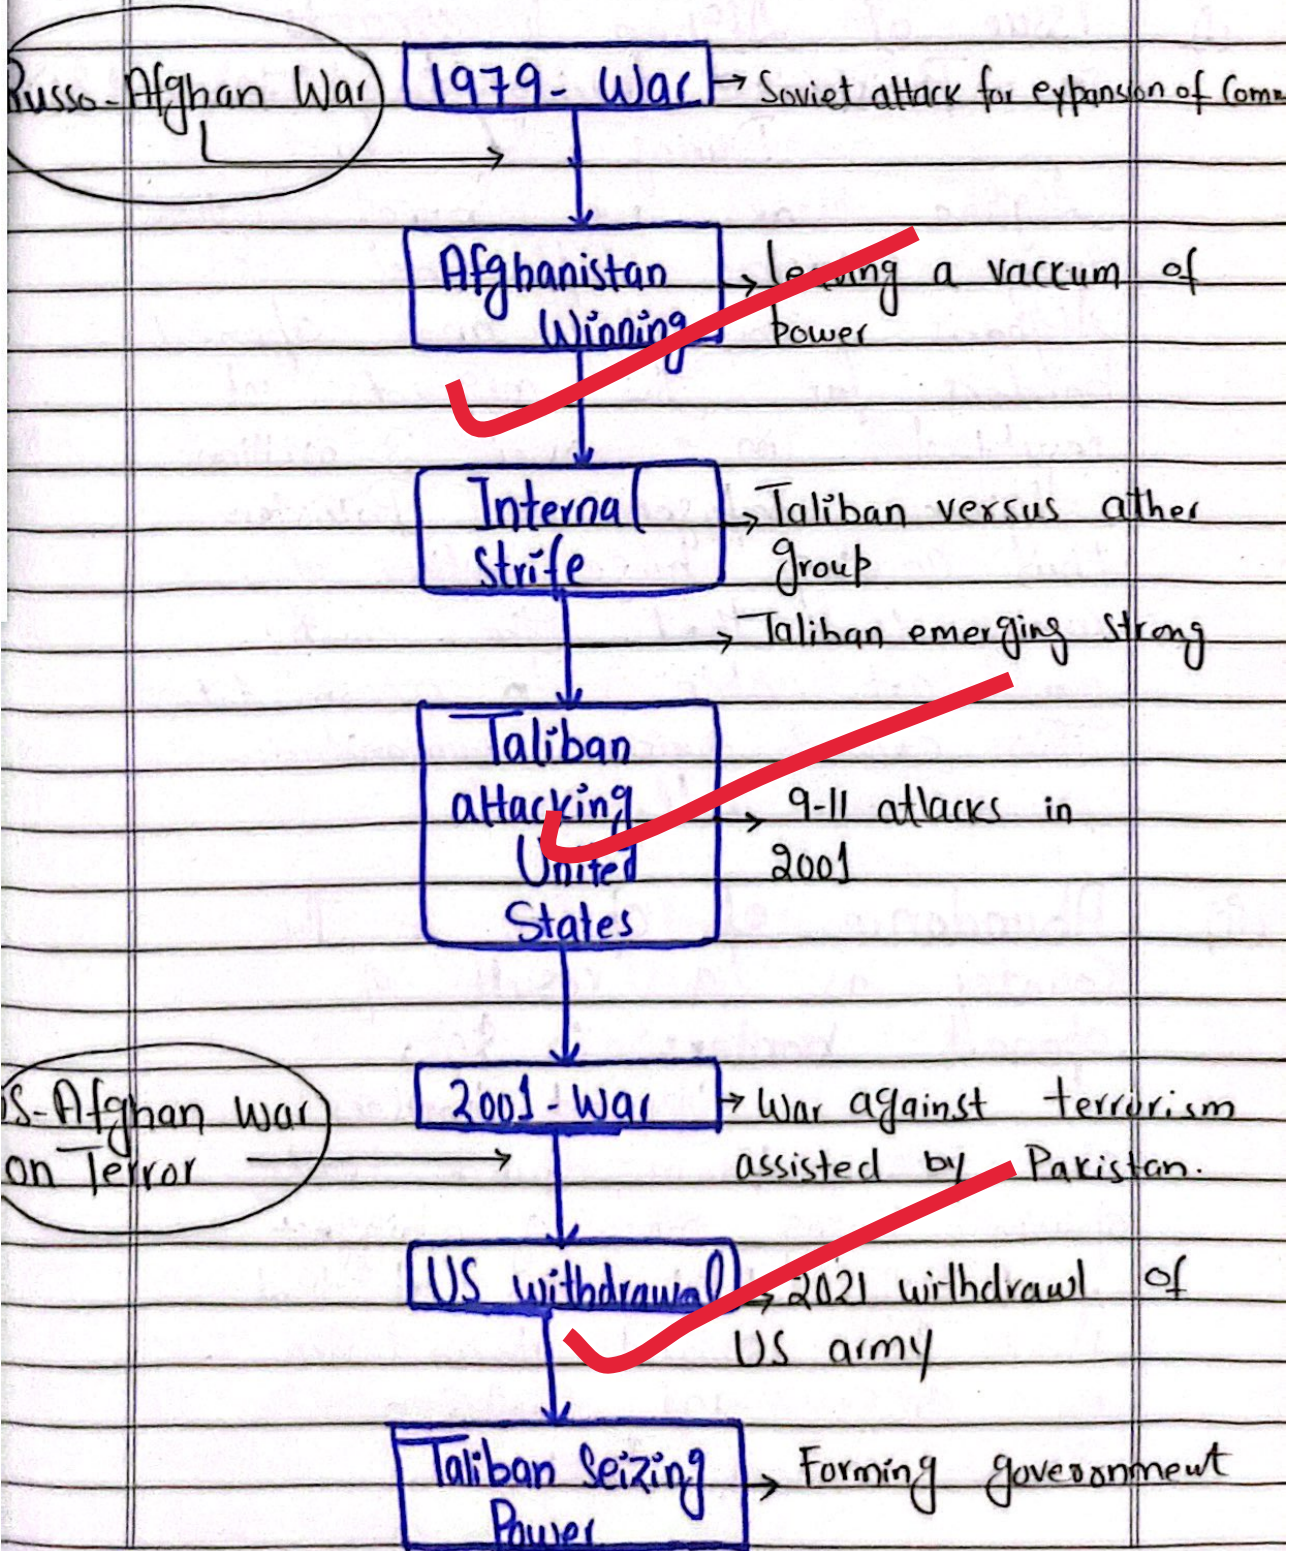 Russo-Afghan War
1979- War → Soviet attack for expansion of Comm
Afghanistan
Winning
→ leaving a vaccum of
power
Internal
Strife
→ Taliban versus other
group
→ Taliban emerging strong
Taliban
attacking
United
States
→ 9-11 attacks in
2001
S-Afghan War
on Terror
2001-War → War against terrorism
assisted by Pakistan.
US withdrawal → 2021 wirthdrawl of
US army
Taliban Seizing
Power
→ Forming goveronment